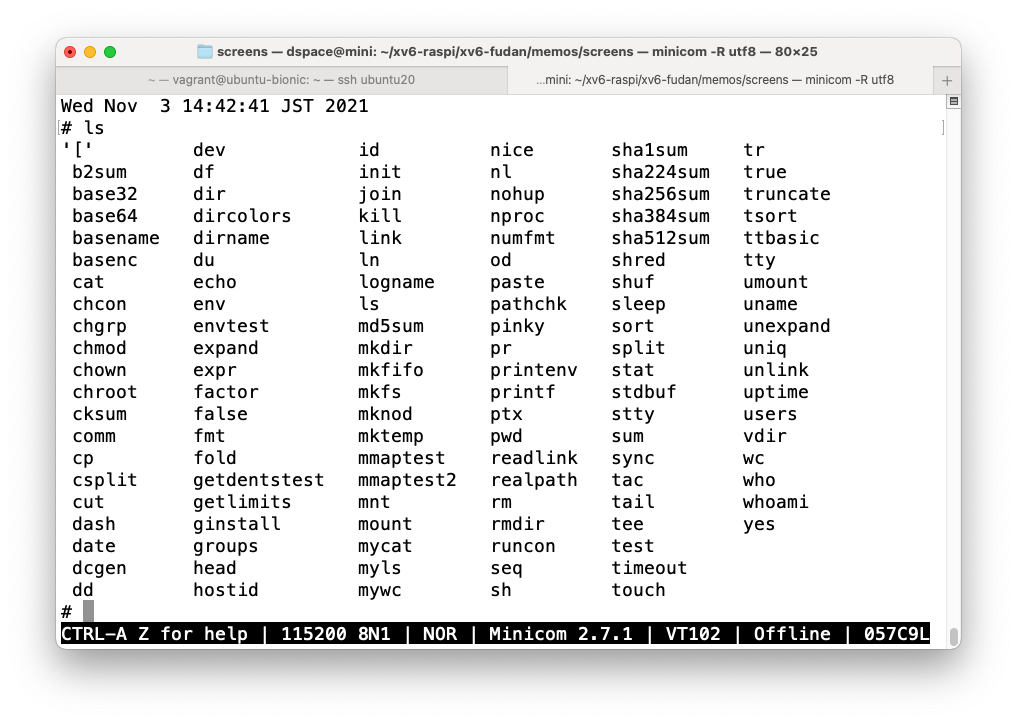 screens — dspace@mini: ~/xv6-raspi/xv6-fudan/memos/screens — minicom -R utf8 — 80×25
~ — vagrant@ubuntu-bionic: ~ — ssh ubuntu20 ...mini: ~/xv6-raspi/xv6-fudan/memos/screens — minicom -R utf8 +
Wed Nov  3 14:42:41 JST 2021
[# ls ]
'['         dev            id          nice       sha1sum     tr
 b2sum      df             init        nl         sha224sum   true
 base32     dir            join        nohup      sha256sum   truncate
 base64     dircolors      kill        nproc      sha384sum   tsort
 basename   dirname        link        numfmt     sha512sum   ttbasic
 basenc     du             ln          od         shred       tty
 cat        echo           logname     paste      shuf        umount
 chcon      env            ls          pathchk    sleep       uname
 chgrp      envtest        md5sum      pinky      sort        unexpand
 chmod      expand         mkdir       pr         split       uniq
 chown      expr           mkfifo      printenv   stat        unlink
 chroot     factor         mkfs        printf     stdbuf      uptime
 cksum      false          mknod       ptx        stty        users
 comm       fmt            mktemp      pwd        sum         vdir
 cp         fold           mmaptest    readlink   sync        wc
 csplit     getdentstest   mmaptest2   realpath   tac         who
 cut        getlimits      mnt         rm         tail        whoami
 dash       ginstall       mount       rmdir      tee         yes
 date       groups         mycat       runcon     test
 dcgen      head           myls        seq        timeout
 dd         hostid         mywc        sh         touch
#
CTRL-A Z for help | 115200 8N1 | NOR | Minicom 2.7.1 | VT102 | Offline | 057C9L